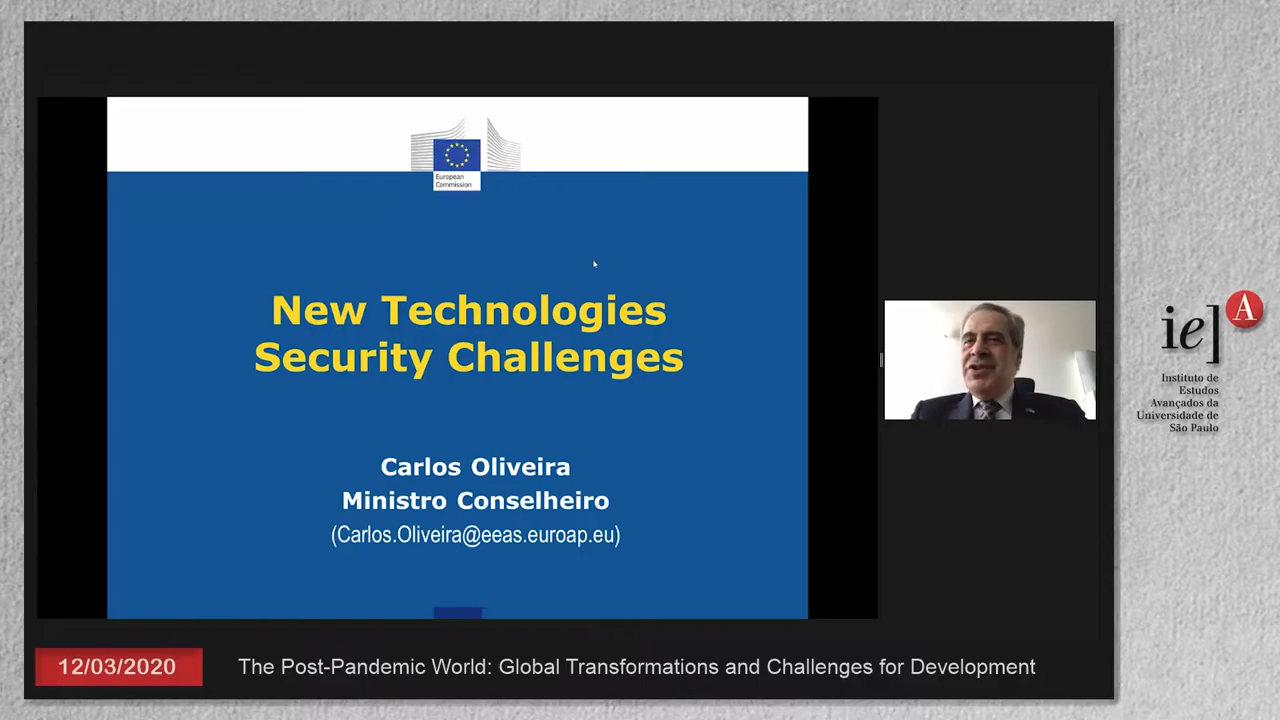 European
Commission
New Technologies
Security Challenges
Carlos Oliveira
Ministro Conselheiro
(Carlos.Oliveira@eeas.euroap.eu)
ie] A
Instituto de
Estudos
Avançados da
Universidade de
São Paulo
12/03/2020
The Post-Pandemic World: Global Transformations and Challenges for Development